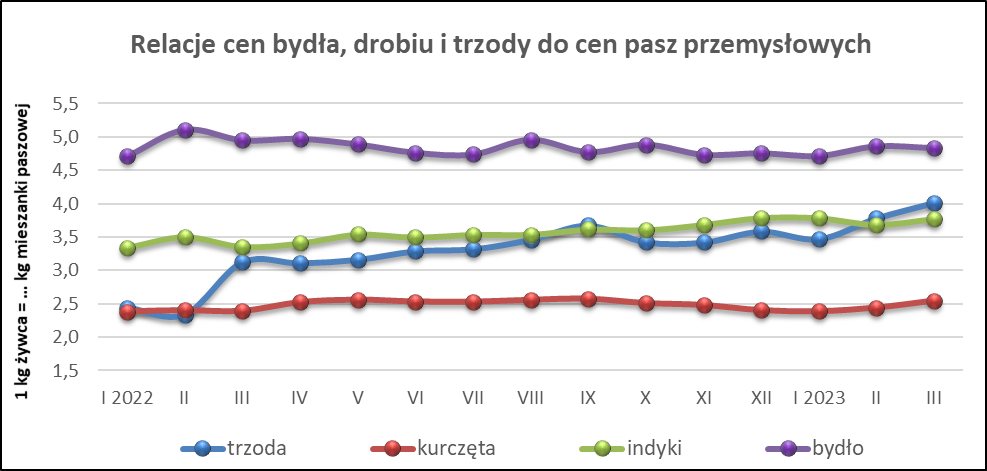 Relacje cen bydła, drobiu i trzody do cen pasz przemysłowych
1 kg żywca = ... kg mieszanki paszowej
5,5
5,0
4,5
4,0
3,5
3,0
2,5
2,0
1,5
I 2022 II III IV V VI VII VIII IX X XI XII I 2023 II III
trzoda kurczęta indyki bydło